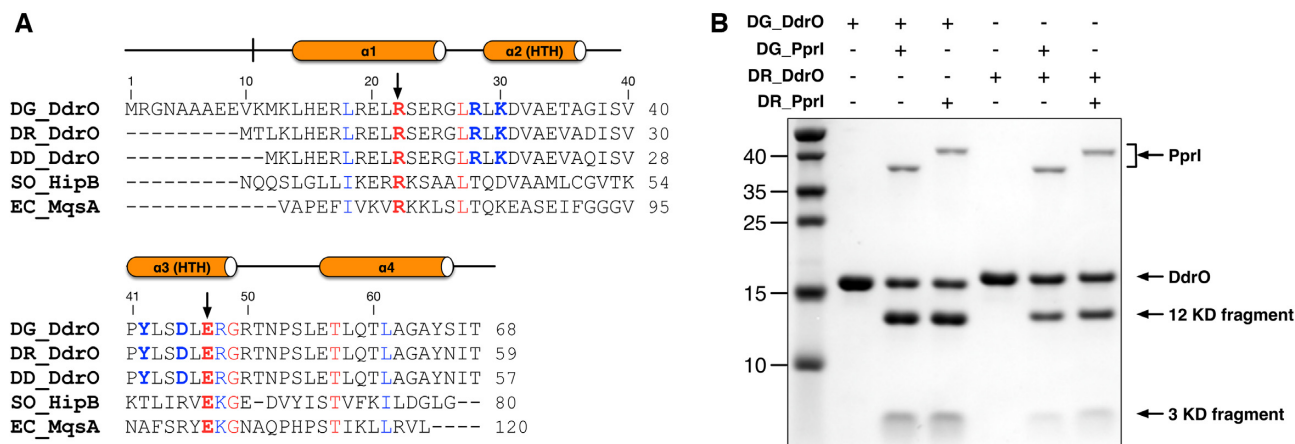 A
α1
α2 (HTH)
1 10 20 30 40
DG_DdrO MRGNAAAEEVKMKLHERLRELRSERGLRLKDVAETAGISV 40
DR_DdrO ---------MTLKLHERLRELRSERGLRLKDVAEVADISV 30
DD_DdrO -----------MKLHERLRELRSERGLRLKDVAEVAQISV 28
SO_HipB ---------NQQSLGLLIKERRKSAALTQDVAAMLCGVTK 54
EC_MqsA ------------VAPEFIVKVRKKLSLTQKEASEIFGGGV 95
α3 (HTH)
α4
41 50 60
DG_DdrO PYLSDLERGRTNPSLETLQTLAGAYSIT 68
DR_DdrO PYLSDLERGRTNPSLETLQTLAGAYNIT 59
DD_DdrO PYLSDLERGRTNPSLETLQTLAGAYNIT 57
SO_HipB KTLIRVEKGE-DVYISTVFKILDGLG-- 80
EC_MqsA NAFSRYEKGNAQPHPSTIKLLRVL---- 120
B
DG_DdrO + + + - - -
DG_PprI - + - - + -
DR_DdrO - - - + + +
DR_PprI - - + - - +
40
35
25
15
10
PprI
DdrO
12 KD fragment
3 KD fragment